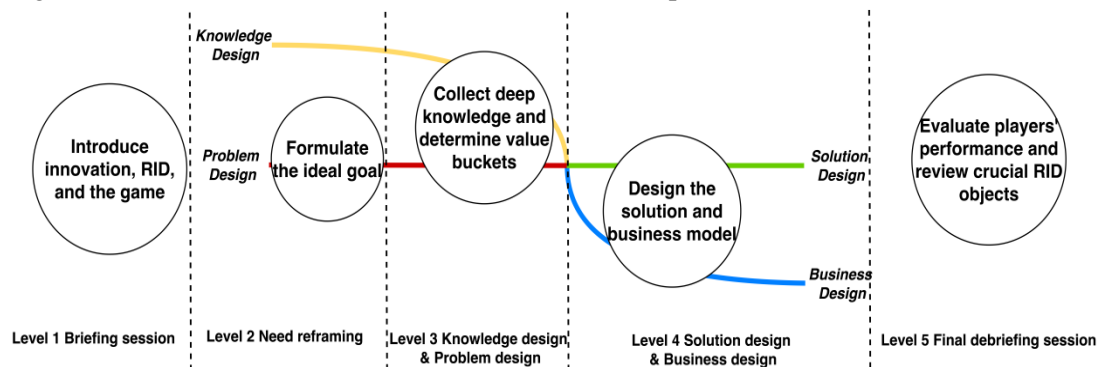 Knowledge
Design
Introduce
innovation, RID,
and the game
Problem
Design
Formulate
the ideal goal
Collect deep
knowledge and
determine value
buckets
Design the
solution and
business model
Solution
Design
Business
Design
Evaluate players'
performance and
review crucial RID
objects
Level 1 Briefing session
Level 2 Need reframing
Level 3 Knowledge design
& Problem design
Level 4 Solution design
& Business design
Level 5 Final debriefing session